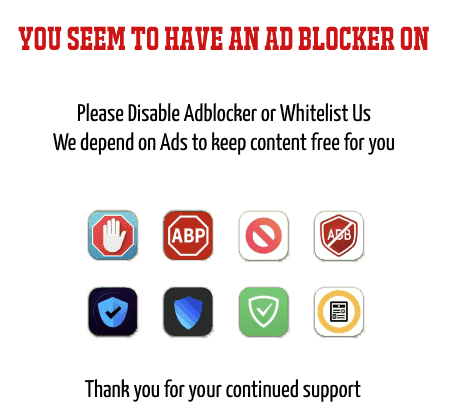 YOU SEEM TO HAVE AN AD BLOCKER ON
Please Disable Adblocker or Whitelist Us
We depend on Ads to keep content free for you
ABP
ADB
Thank you for your continued support